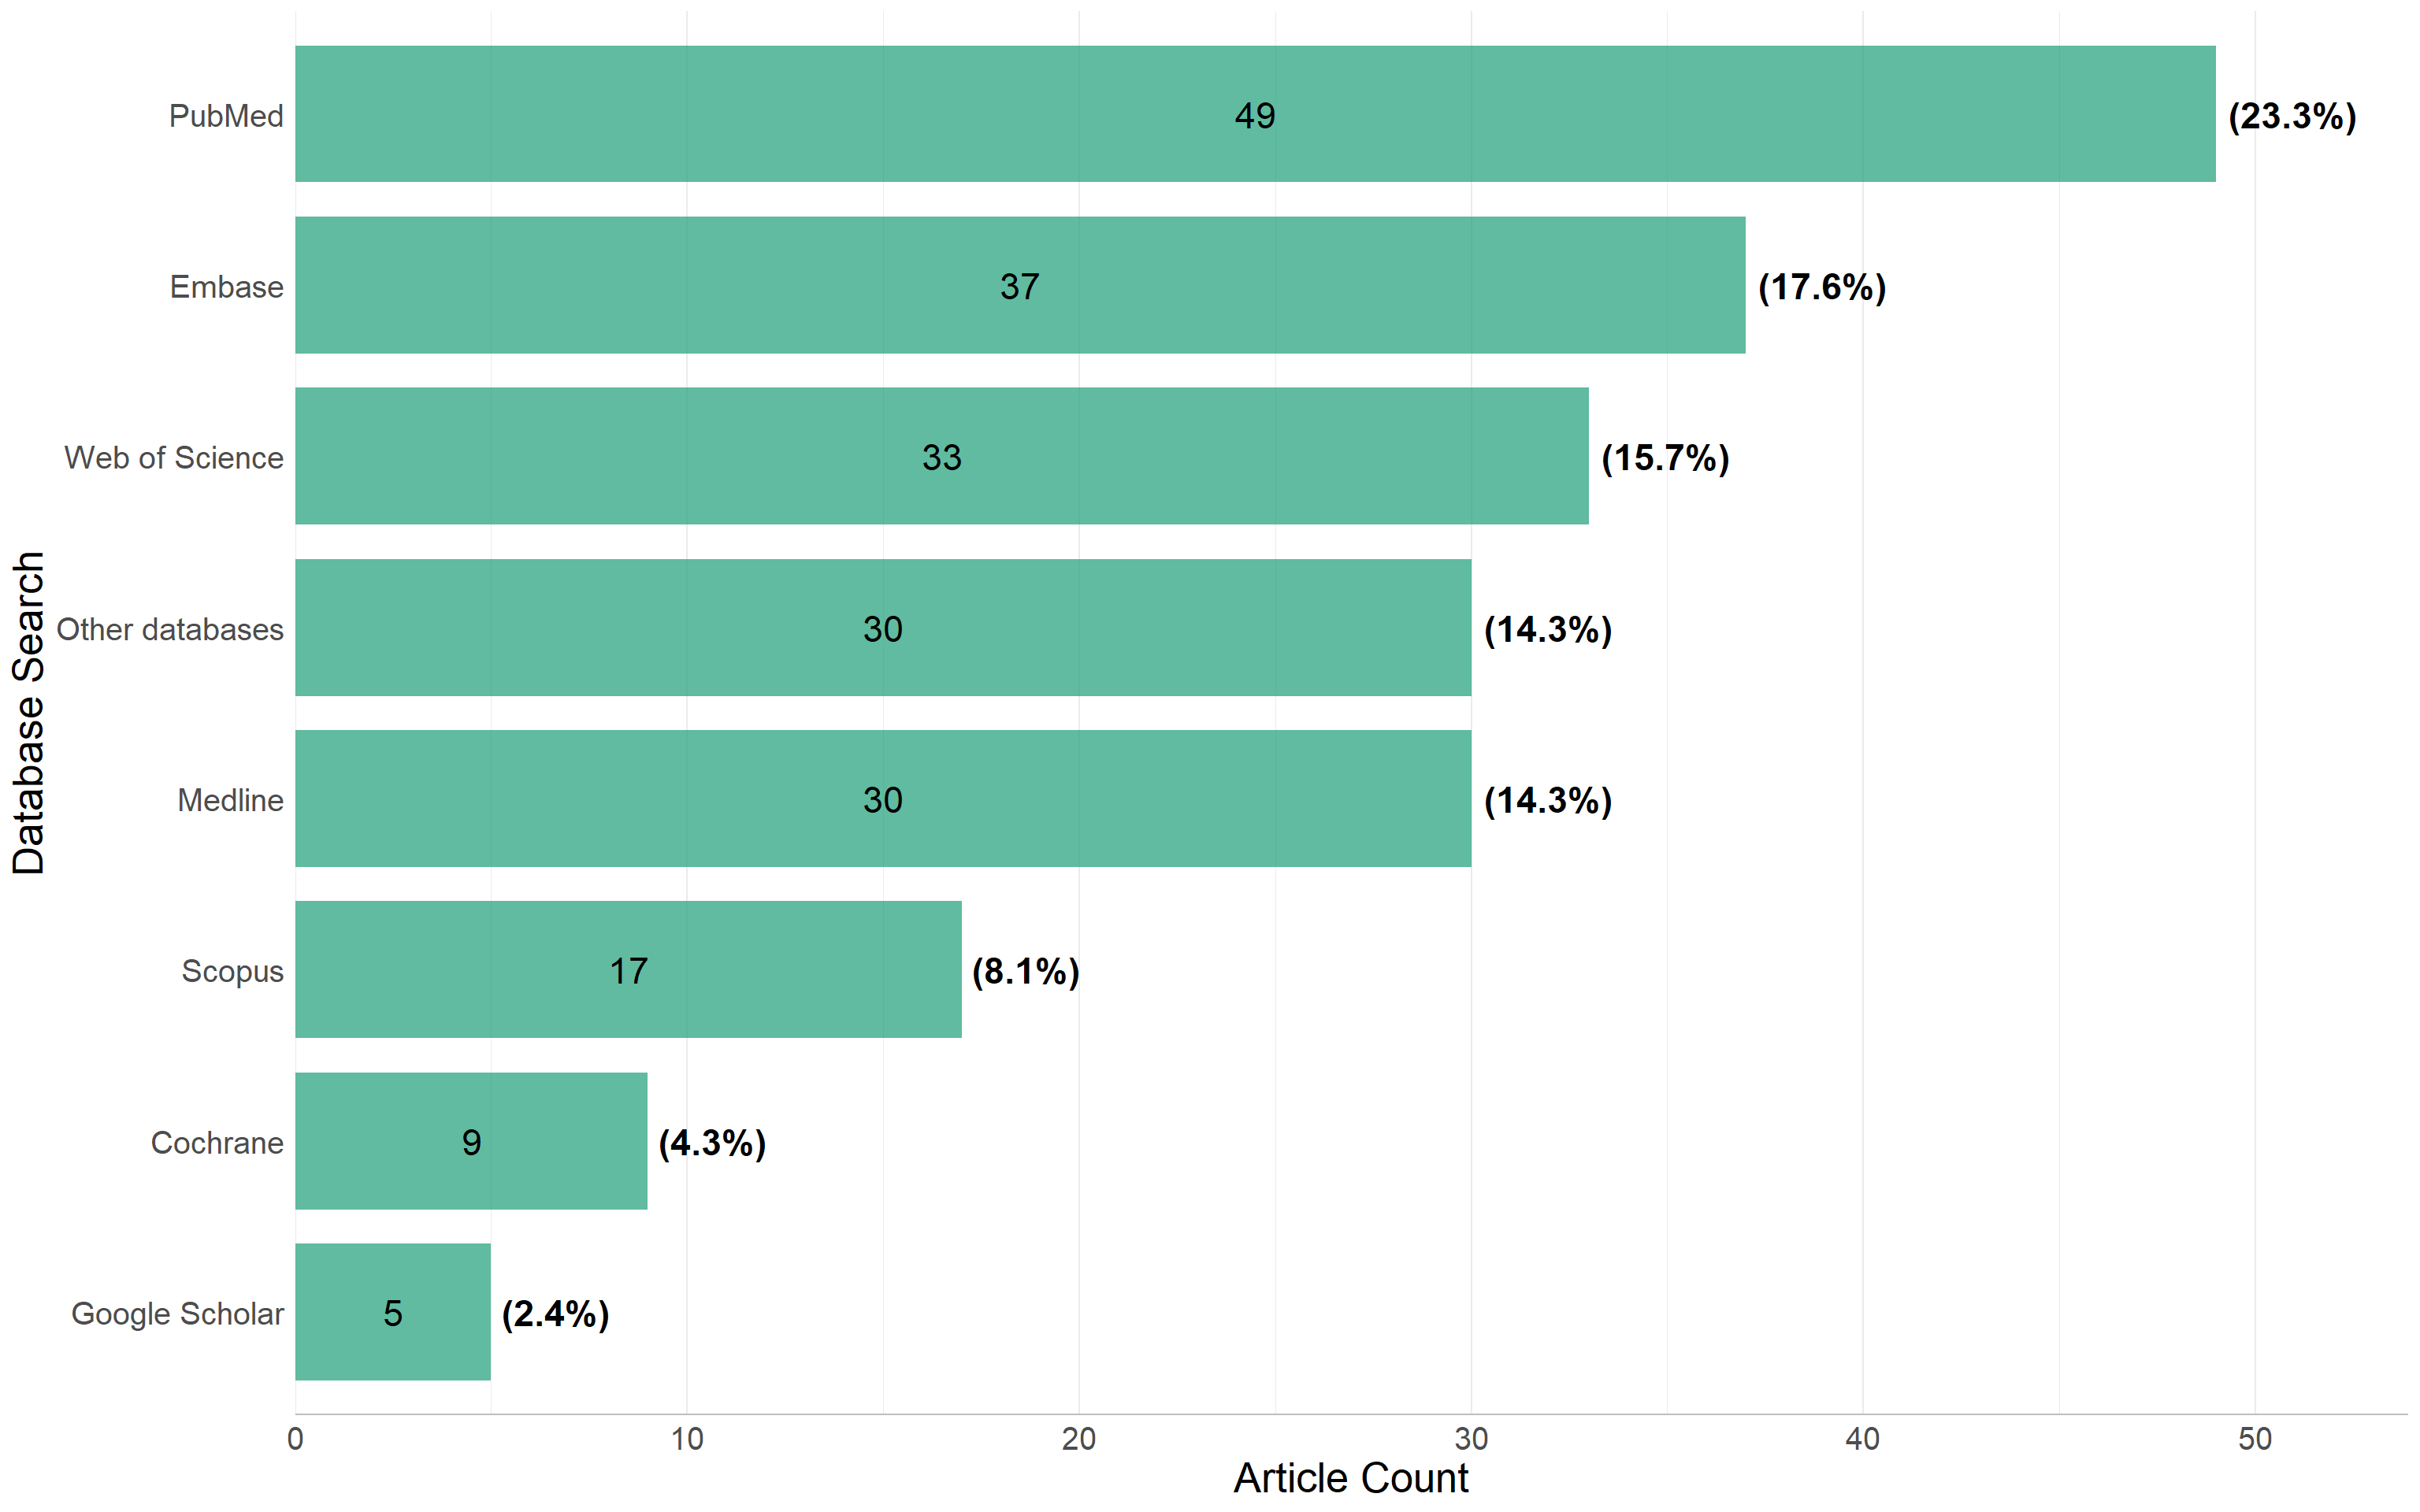 PubMed 49 (23.3%)
Embase 37 (17.6%)
Web of Science 33 (15.7%)
Other databases 30 (14.3%)
Medline 30 (14.3%)
Scopus 17 (8.1%)
Cochrane 9 (4.3%)
Google Scholar 5 (2.4%)
Database Search
0 10 20 30 40 50
Article Count